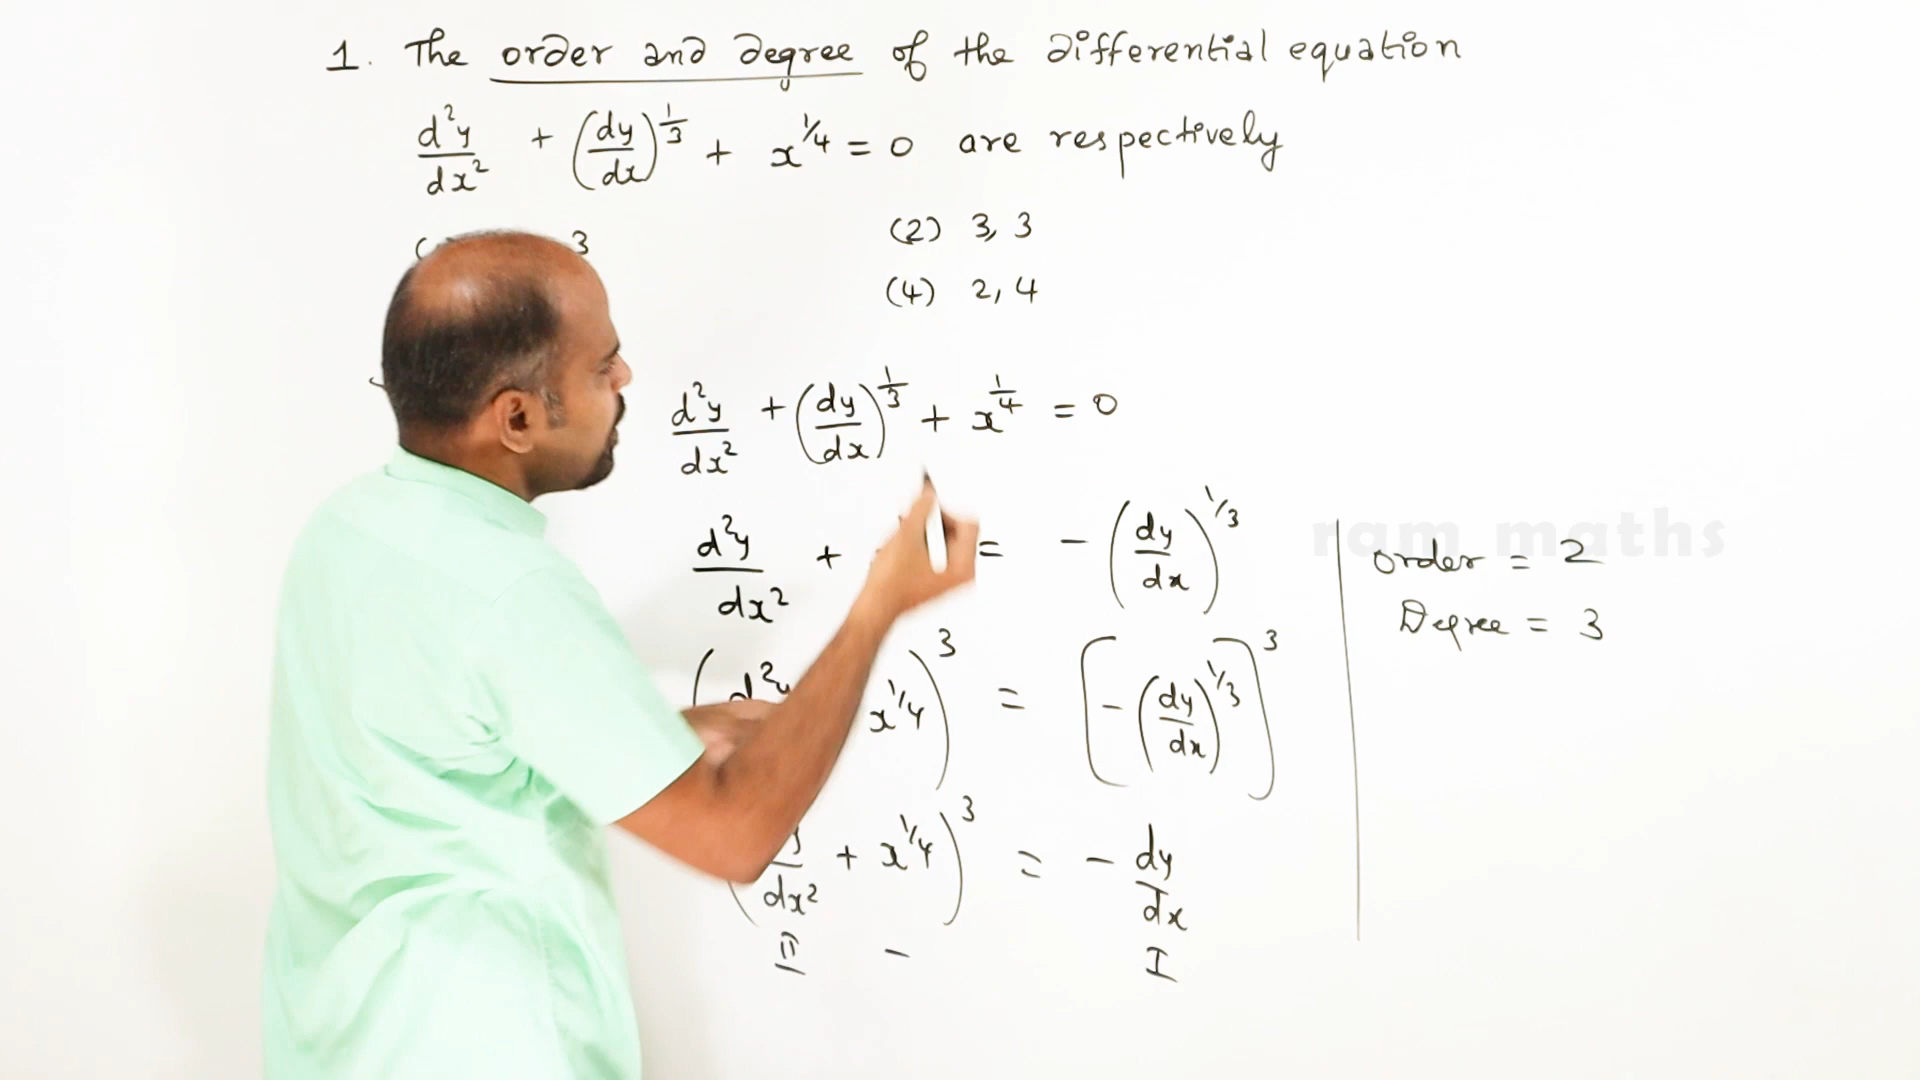 1. The order and degree of the differential equation
d²y/dx² + (dy/dx)^1/3 + x^1/4 = 0 are respectively
( 3 (2) 3, 3
(4) 2, 4
d²y/dx² + (dy/dx)^1/3 + x^1/4 = 0
ram maths
d²y/dx² + = - (dy/dx)^1/3
order = 2
Degree = 3
( d²y x^1/4)^3 = [-(dy/dx)^1/3]^3
( dx² + x^1/4)^3 = - dy/dx
II - I